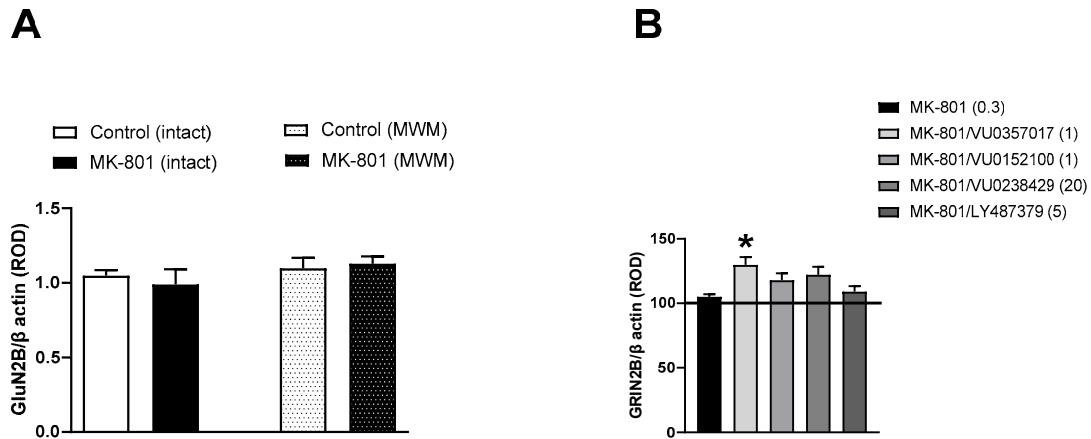 A
Control (intact)
MK-801 (intact)
Control (MWM)
MK-801 (MWM)
GluN2B/β actin (ROD)
1.5
1.0
0.5
0.0
B
MK-801 (0.3)
MK-801/VU0357017 (1)
MK-801/VU0152100 (1)
MK-801/VU0238429 (20)
MK-801/LY487379 (5)
GRIN2B/β actin (ROD)
150
100
50
0
*